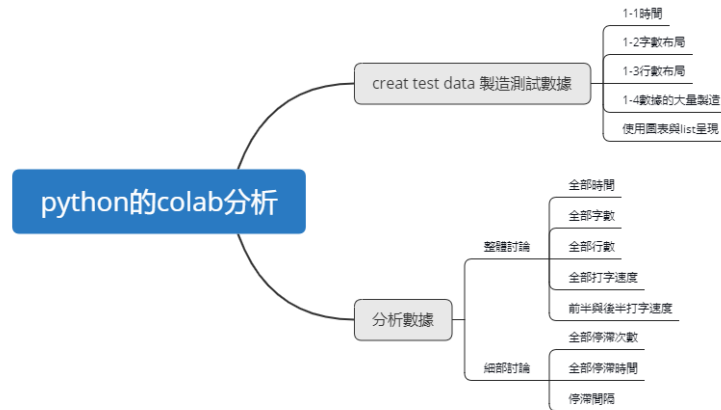 python的colab分析
creat test data 製造測試數據
1-1時間
1-2字數布局
1-3行數布局
1-4數據的大量製造
使用圖表與list呈現
分析數據
整體討論
全部時間
全部字數
全部行數
全部打字速度
前半與後半打字速度
細部討論
全部停滯次數
全部停滯時間
停滯間隔